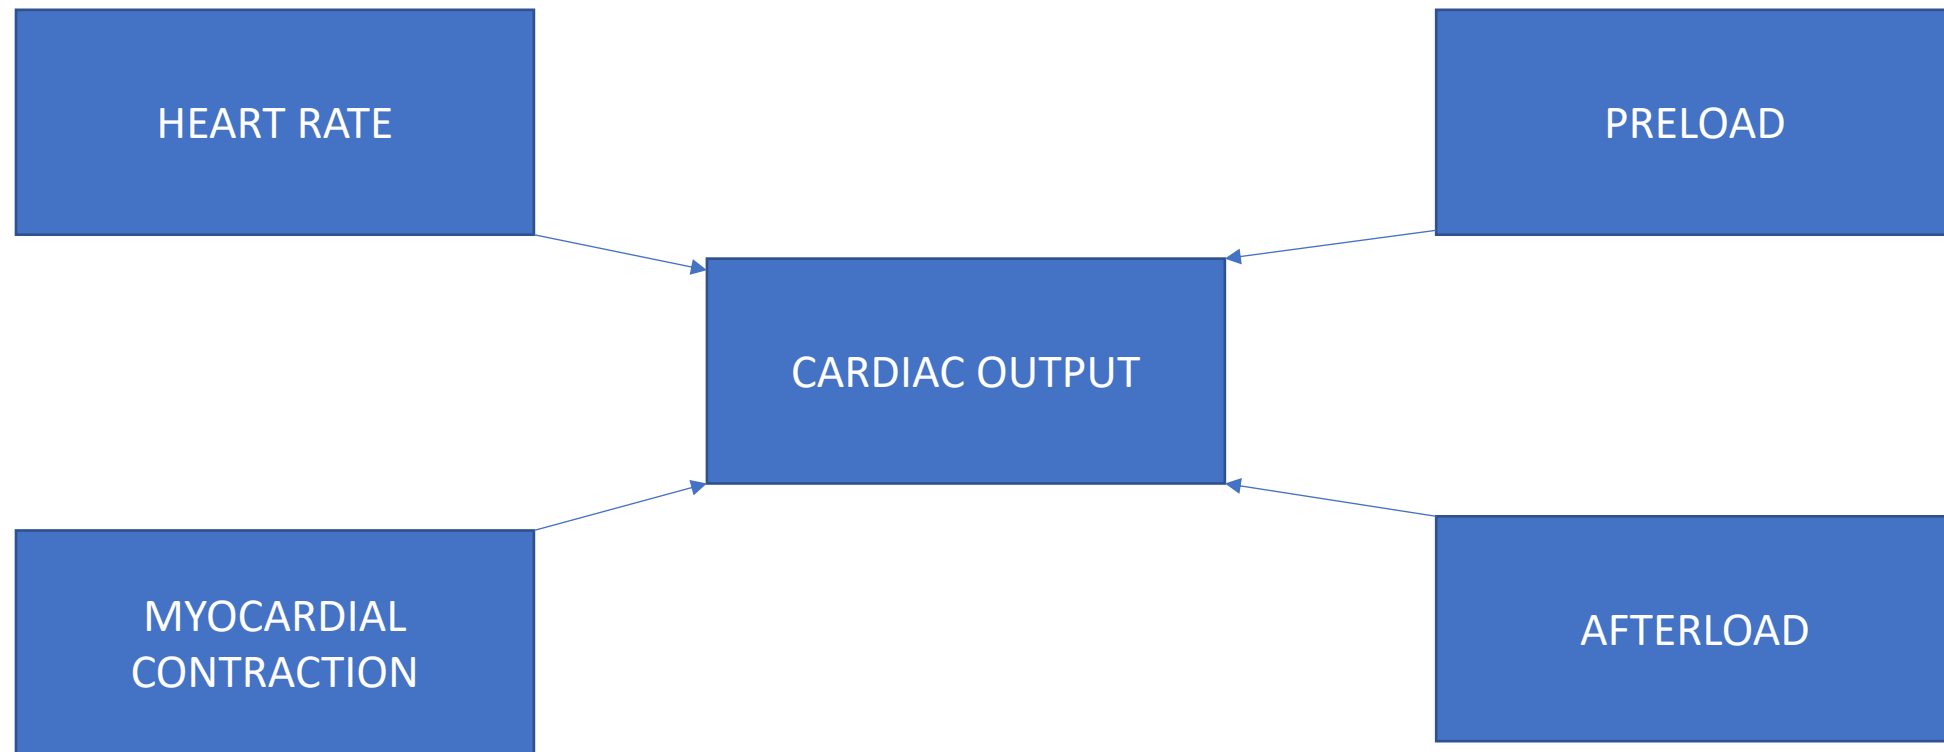 HEART RATE
PRELOAD
CARDIAC OUTPUT
MYOCARDIAL
CONTRACTION
AFTERLOAD